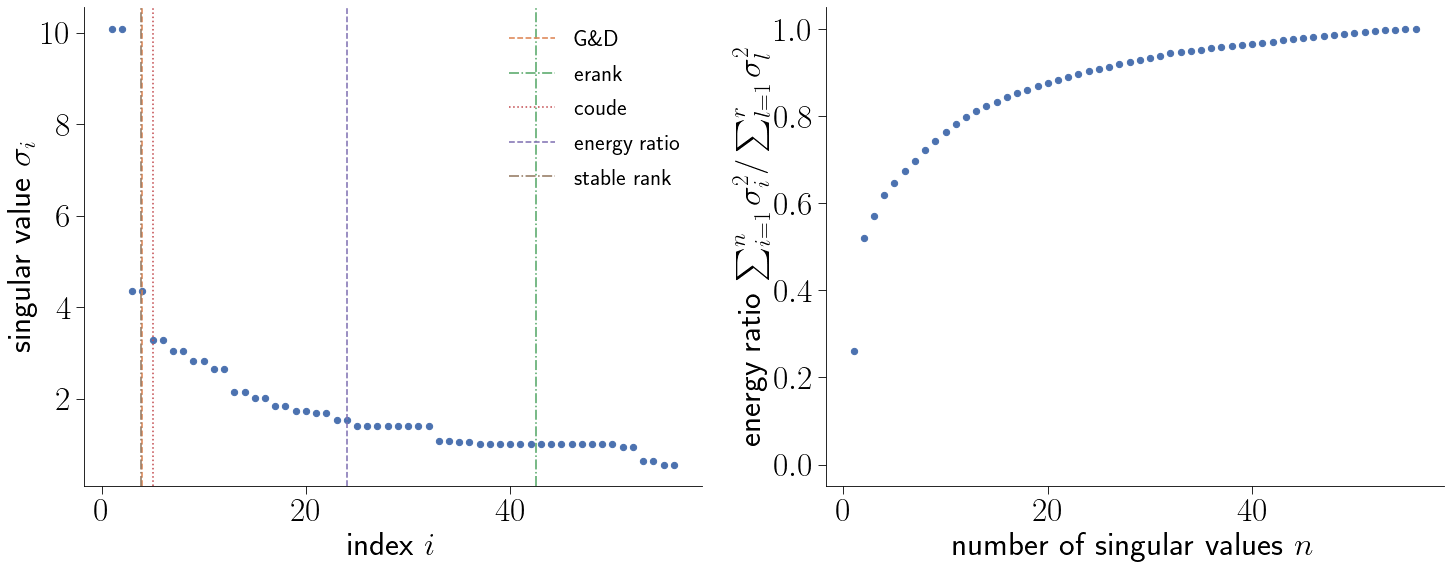 10
8
6
4
2
0
20
40
singular value σ_i
index i
G&D
erank
coude
energy ratio
stable rank
1.0
0.8
0.6
0.4
0.2
0.0
0
20
40
energy ratio ∑_{i=1}^{n} σ_i^2 / ∑_{l=1}^{r} σ_l^2
number of singular values n